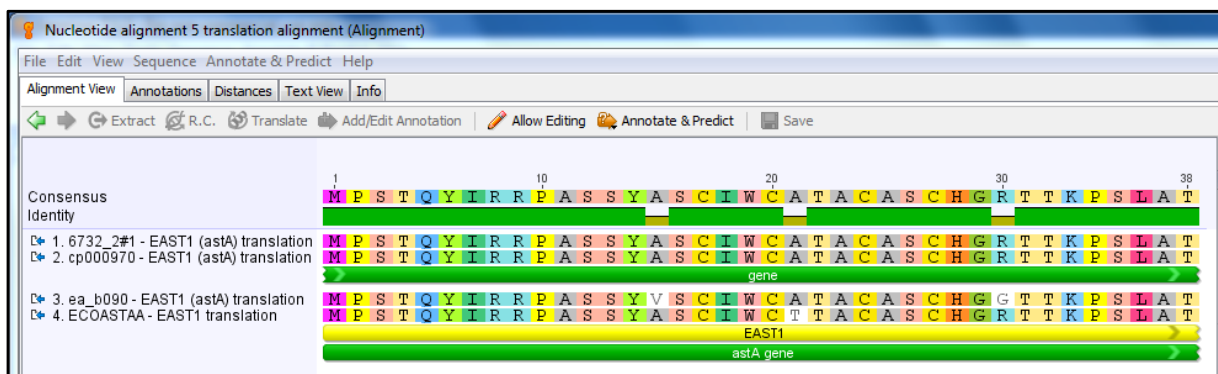 Nucleotide alignment 5 translation alignment (Alignment)
File Edit View Sequence Annotate & Predict Help
Alignment View Annotations Distances Text View Info
Extract R.C. Translate Add/Edit Annotation Allow Editing Annotate & Predict Save
1 10 20 30 38
Consensus M P S T Q Y I R R P A S S Y A S C I W C A T A C A S C H G R T T K P S L A T
Identity
1. 6732_2#1 - EAST1 (astA) translation M P S T Q Y I R R P A S S Y A S C I W C A T A C A S C H G R T T K P S L A T
2. cp000970 - EAST1 (astA) translation M P S T Q Y I R R P A S S Y A S C I W C A T A C A S C H G R T T K P S L A T
gene
3. ea_b090 - EAST1 (astA) translation M P S T Q Y I R R P A S S Y V S C I W C A T A C A S C H G G T T K P S L A T
4. ECOASTAA - EAST1 translation M P S T Q Y I R R P A S S Y A S C I W C T T A C A S C H G R T T K P S L A T
EAST1
astA gene